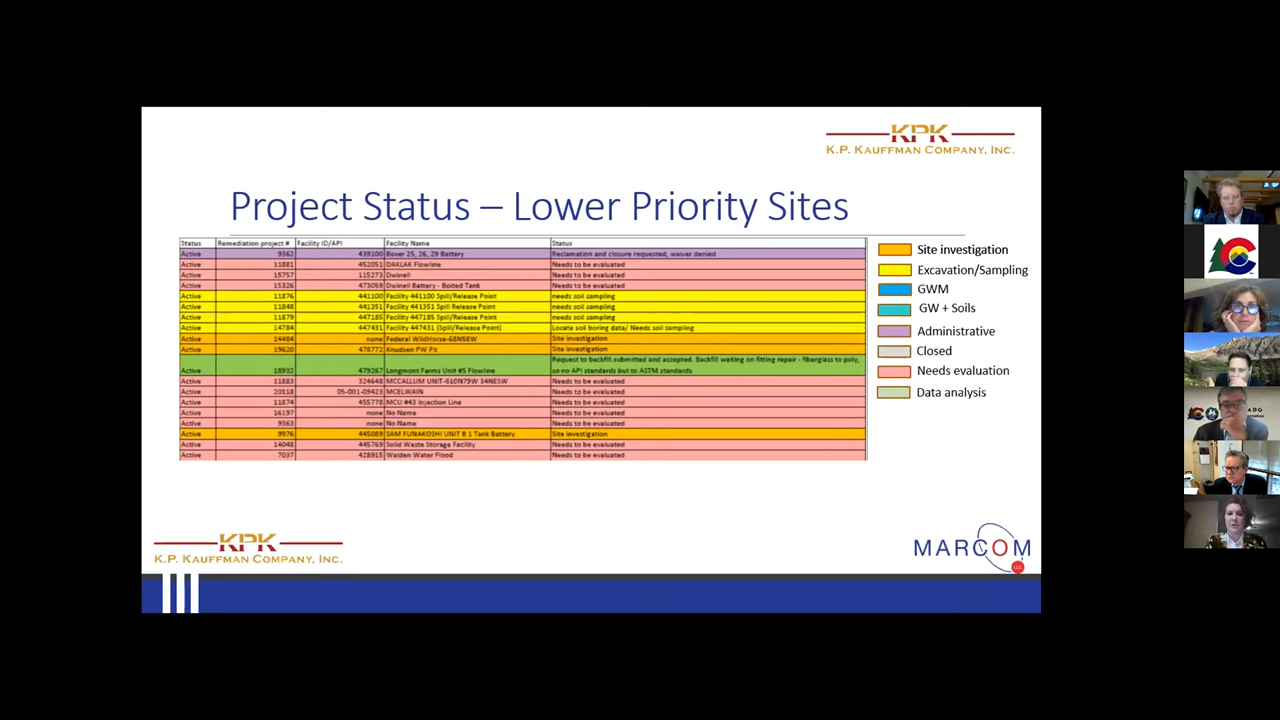 KPK
K.P. KAUFFMAN COMPANY, INC.
Project Status – Lower Priority Sites
Status Remediation project # Facility ID/API Facility Name Status
Active 9362 439100 Boxer 25, 26, 29 Battery Reclamation and closure requested, waiver denied
Active 11881 452051 DAKLAK Flowline Needs to be evaluated
Active 15757 115273 Dwinell Needs to be evaluated
Active 15326 473059 Dwinell Battery - Bolted Tank Needs to be evaluated
Active 11876 441100 Facility 441100 Spill/Release Point needs soil sampling
Active 11848 441351 Facility 441351 Spill Release Point needs soil sampling
Active 11879 447185 Facility 447185 Spill/Release Point needs soil sampling
Active 14784 447431 Facility 447431 (Spill/Release Point) Locate soil boring data/ Needs soil sampling
Active 14484 none Federal WildHorse-68N58W Site investigation
Active 19620 478772 Knudsen PW Pit Site investigation
Request to backfill submitted and accepted. Backfill waiting on fitting repair - fiberglass to poly,
Active 18932 479267 Longmont Farms Unit #5 Flowline so no API standards but to ASTM standards
Active 11883 324648 MCCALLUM UNIT-610N79W 34NESW Needs to be evaluated
Active 20118 05-001-09423 MCELWAIN Needs to be evaluated
Active 11874 455778 MCU #43 Injection Line Needs to be evaluated
Active 16197 none No Name Needs to be evaluated
Active 9363 none No Name Needs to be evaluated
Active 9976 445089 SAM FUNAKOSHI UNIT B 1 Tank Battery Site investigation
Active 14048 445769 Solid Waste Storage Facility Needs to be evaluated
Active 7037 428915 Walden Water Flood Needs to be evaluated
Site investigation
Excavation/Sampling
GWM
GW + Soils
Administrative
Closed
Needs evaluation
Data analysis
KPK
K.P. KAUFFMAN COMPANY, INC.
MARCOM
LLC